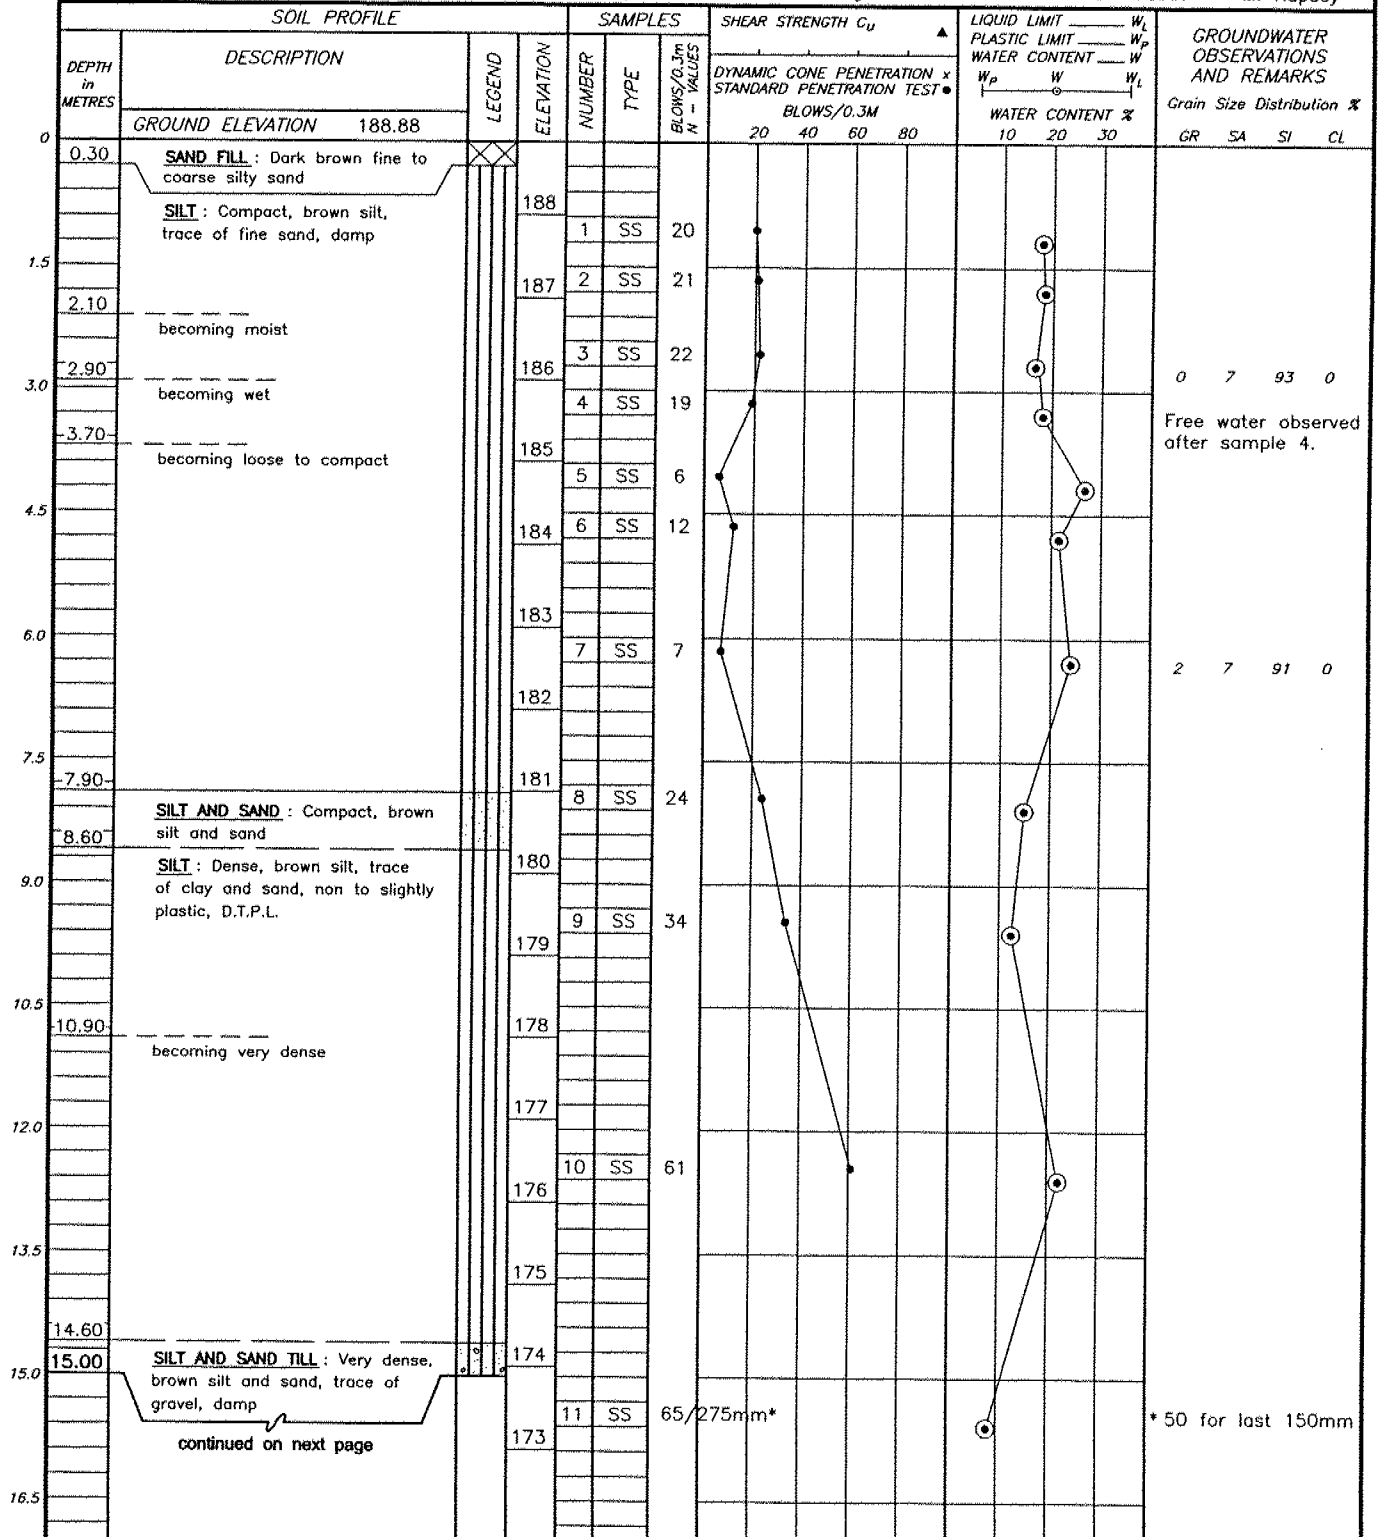 SOIL PROFILE
SAMPLES
SHEAR STRENGTH Cu ▲
LIQUID LIMIT ____ WL
PLASTIC LIMIT ____ WP
WATER CONTENT ____ W
WP W WL
WATER CONTENT %
10 20 30
GROUNDWATER
OBSERVATIONS
AND REMARKS
Grain Size Distribution %
GR SA SI CL
DEPTH
in
METRES
DESCRIPTION
LEGEND
ELEVATION
NUMBER
TYPE
BLOWS/0.3m
N - VALUES
DYNAMIC CONE PENETRATION x
STANDARD PENETRATION TEST ●
BLOWS/0.3M
20 40 60 80
GROUND ELEVATION 188.88
0
0.30
SAND FILL : Dark brown fine to
coarse silty sand
SILT : Compact, brown silt,
trace of fine sand, damp
188
1 SS 20
1.5
187
2 SS 21
2.10
becoming moist
3 SS 22
2.90
186
0 7 93 0
3.0
becoming wet
4 SS 19
Free water observed
after sample 4.
3.70
becoming loose to compact
185
5 SS 6
4.5
184
6 SS 12
183
6.0
7 SS 7
2 7 91 0
182
7.5
7.90
181
8 SS 24
SILT AND SAND : Compact, brown
silt and sand
8.60
180
SILT : Dense, brown silt, trace
of clay and sand, non to slightly
plastic, D.T.P.L.
9.0
9 SS 34
179
10.5
10.90
178
becoming very dense
177
12.0
10 SS 61
176
13.5
175
14.60
174
15.00
15.0
SILT AND SAND TILL : Very dense,
brown silt and sand, trace of
gravel, damp
11 SS 65/275mm*
* 50 for last 150mm
173
continued on next page
16.5